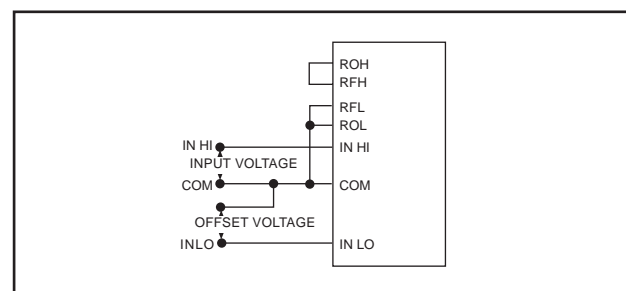 ROH
RFH
RFL
ROL
IN HI IN HI
INPUT VOLTAGE
COM COM
OFFSET VOLTAGE
INLO IN LO